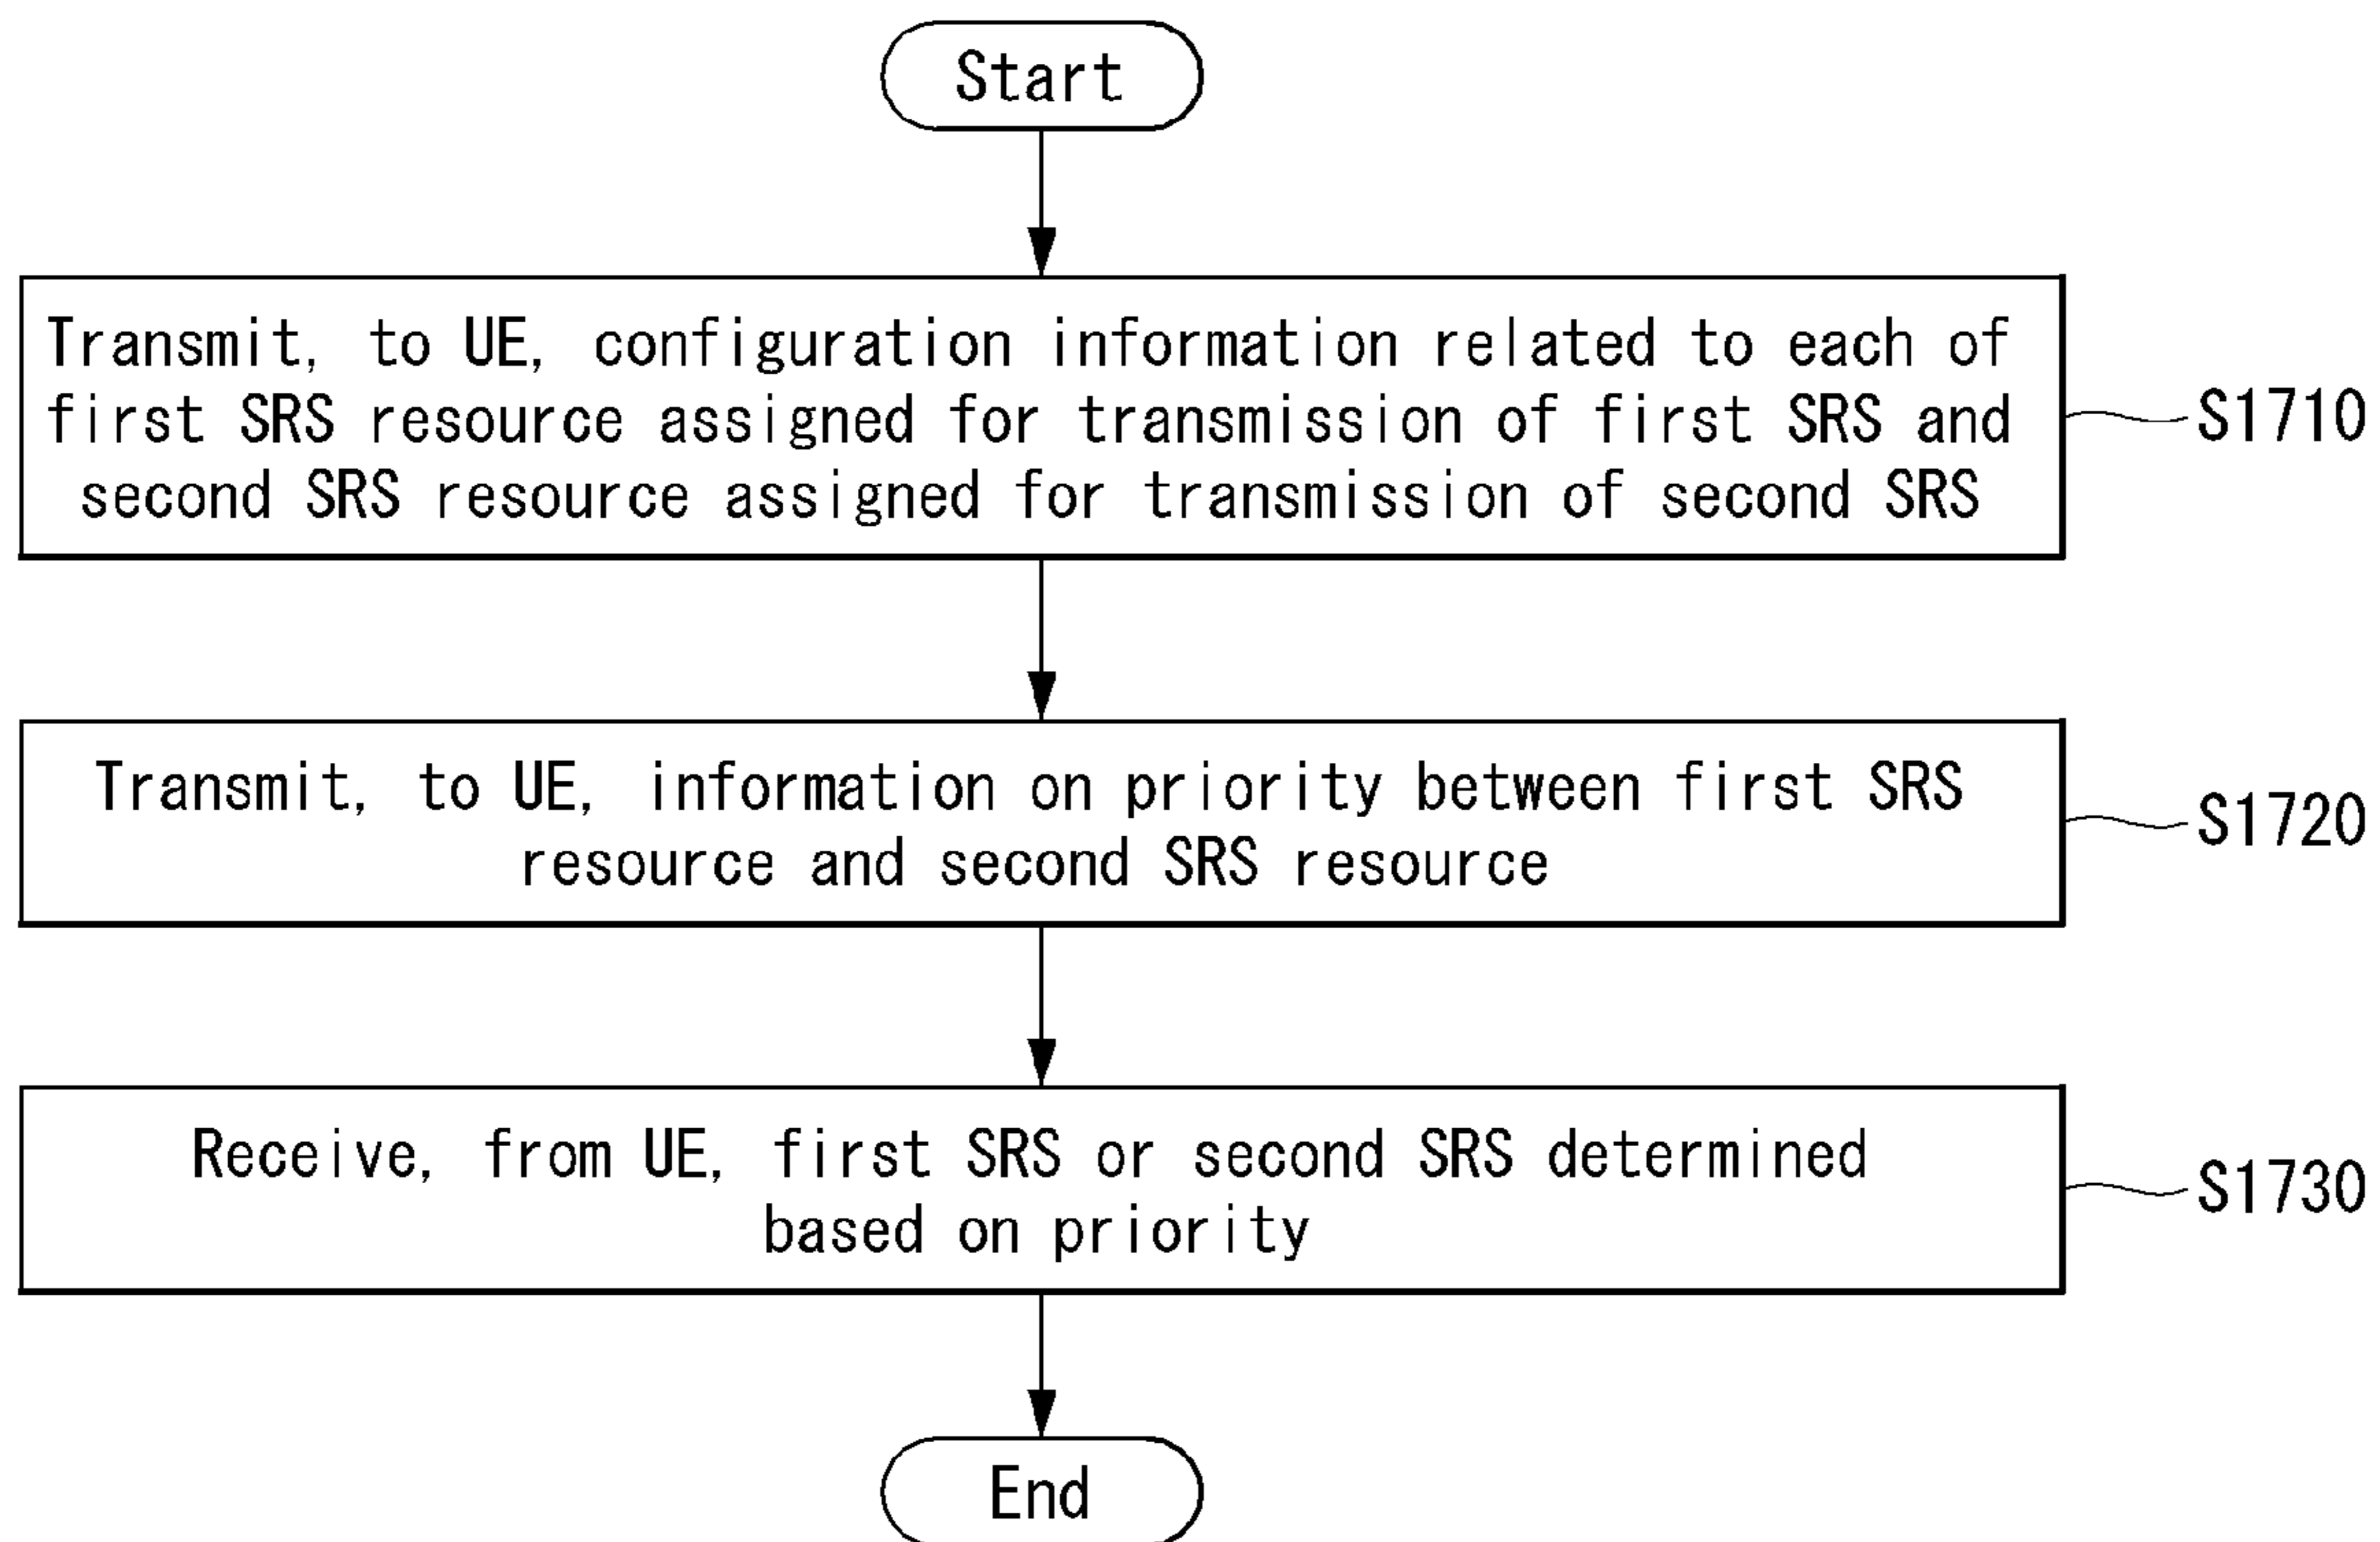 Start
Transmit, to UE, configuration information related to each of
first SRS resource assigned for transmission of first SRS and
second SRS resource assigned for transmission of second SRS
S1710
Transmit, to UE, information on priority between first SRS
resource and second SRS resource
S1720
Receive, from UE, first SRS or second SRS determined
based on priority
S1730
End